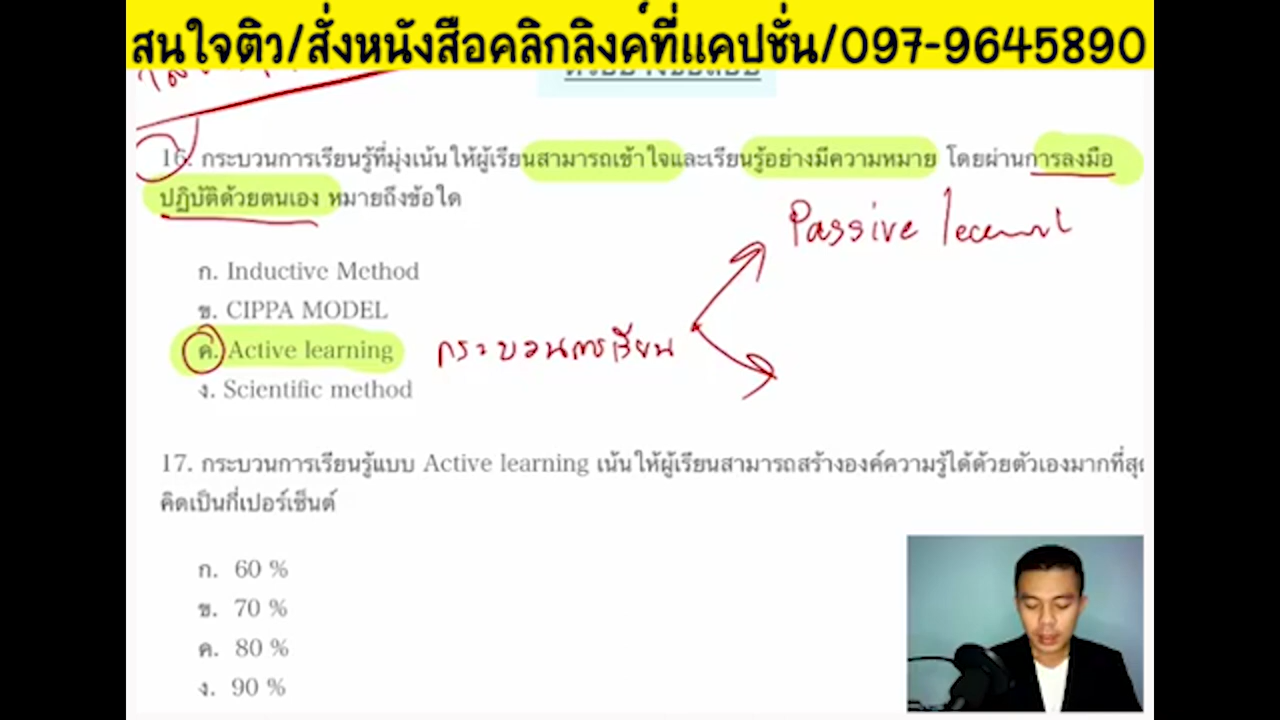 สนใจติว/สั่งหนังสือคลิกลิงค์ที่แคปชั่น/097-9645890
16. กระบวนการเรียนรู้ที่มุ่งเน้นให้ผู้เรียนสามารถเข้าใจและเรียนรู้อย่างมีความหมาย โดยผ่านการลงมือ
ปฏิบัติด้วยตนเอง หมายถึงข้อใด
Passive
ก. Inductive Method
ข. CIPPA MODEL
ค. Active learning กระบวนการเรียน
ง. Scientific method
17. กระบวนการเรียนรู้แบบ Active learning เน้นให้ผู้เรียนสามารถสร้างองค์ความรู้ได้ด้วยตัวเองมากที่สุด
คิดเป็นกี่เปอร์เซ็นต์
ก. 60 %
ข. 70 %
ค. 80 %
ง. 90 %